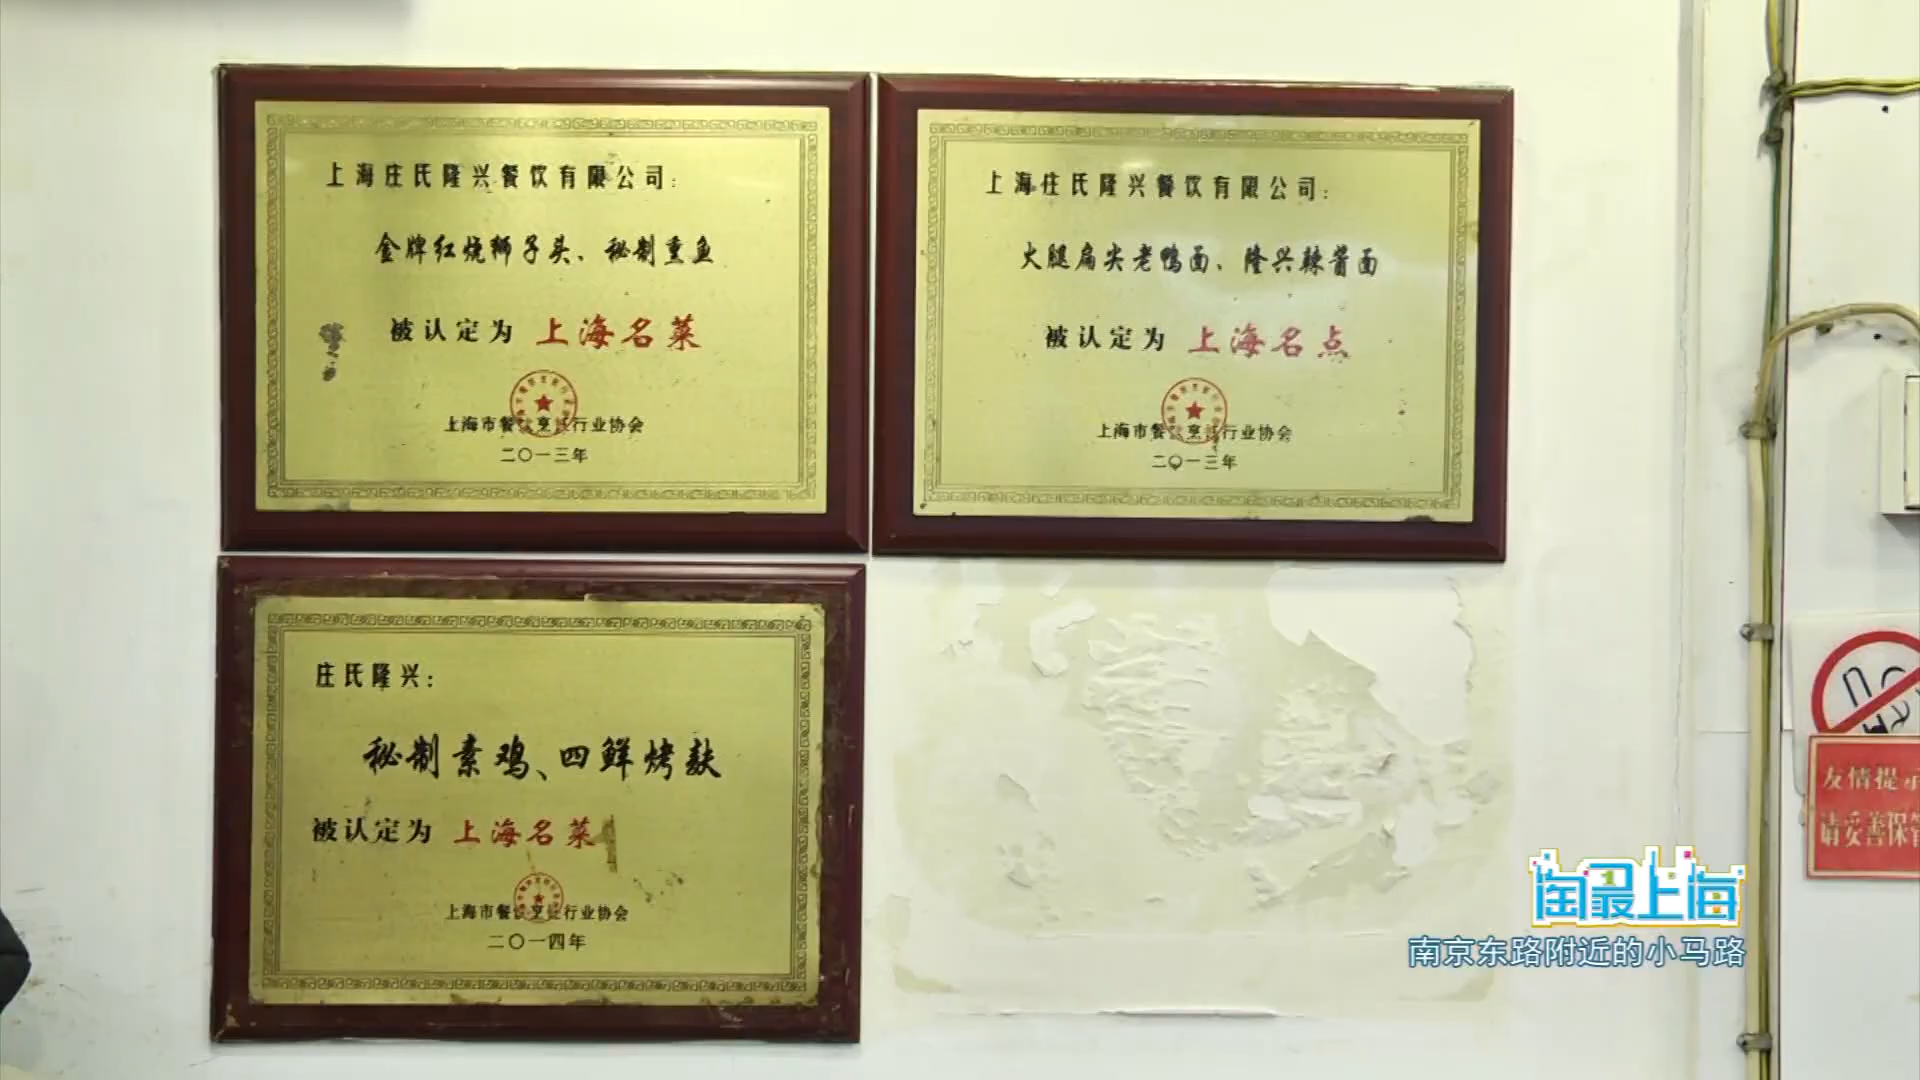 上海庄氏隆兴餐饮有限公司：
金牌红烧狮子头、秘制熏鱼
被认定为 上海名菜
上海市餐饮烹饪行业协会
二〇一三年
上海庄氏隆兴餐饮有限公司：
火腿扁尖老鸭面、隆兴辣酱面
被认定为 上海名点
上海市餐饮烹饪行业协会
二〇一三年
庄氏隆兴：
秘制素鸡、四鲜烤麸
被认定为 上海名菜
上海市餐饮烹饪行业协会
二〇一四年
友情提示
请妥善保管
淘最上海
南京东路附近的小马路